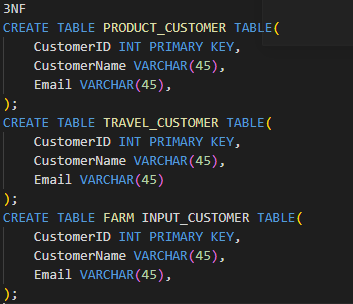 3NF
CREATE TABLE PRODUCT_CUSTOMER TABLE(
CustomerID INT PRIMARY KEY,
CustomerName VARCHAR(45),
Email VARCHAR(45),
);
CREATE TABLE TRAVEL_CUSTOMER TABLE(
CustomerID INT PRIMARY KEY,
CustomerName VARCHAR(45),
Email VARCHAR(45)
);
CREATE TABLE FARM INPUT_CUSTOMER TABLE(
CustomerID INT PRIMARY KEY,
CustomerName VARCHAR(45),
Email VARCHAR(45),
);